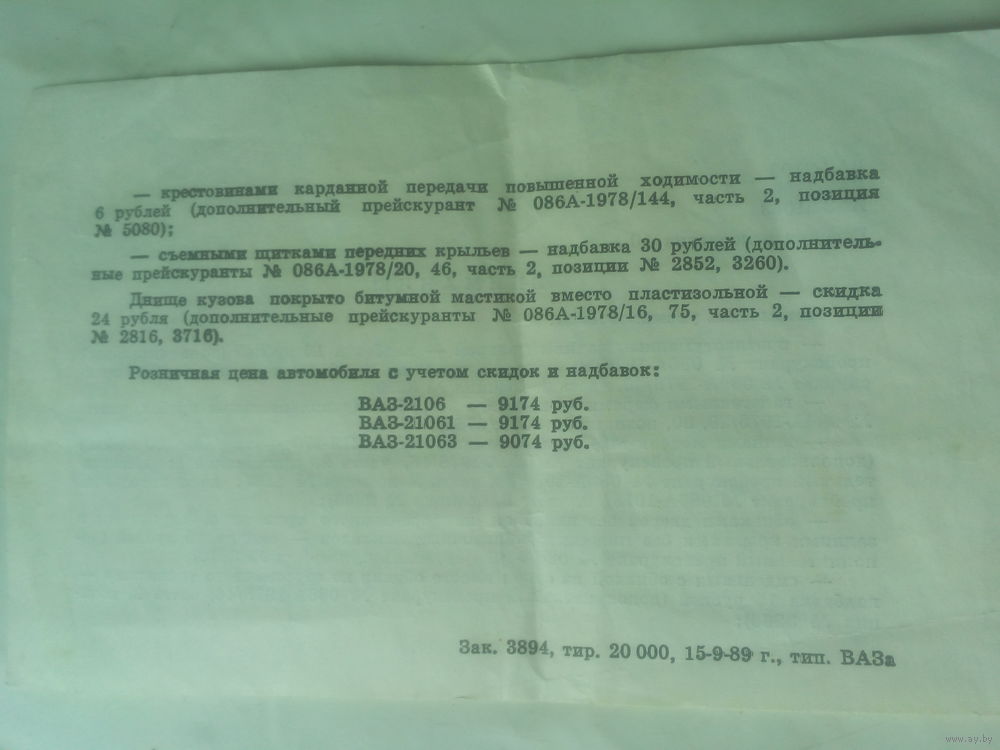 — крестовинами карданной передачи повышенной ходимости — надбавка
6 рублей (дополнительный прейскурант № 086А-1978/144, часть 2, позиция
№ 5080);
— съемными щитками передних крыльев — надбавка 30 рублей (дополнитель-
ные прейскуранты № 086А-1978/20, 46, часть 2, позиции № 2852, 3260).
Днище кузова покрыто битумной мастикой вместо пластизольной — скидка
24 рубля (дополнительные прейскуранты № 086А-1978/16, 75, часть 2, позиции
№ 2816, 3716).
Розничная цена автомобиля с учетом скидок и надбавок:
ВАЗ-2106 — 9174 руб.
ВАЗ-21061 — 9174 руб.
ВАЗ-21063 — 9074 руб.
Зак. 3894, тир. 20 000, 15-9-89 г., тип. ВАЗа
www.ay.by